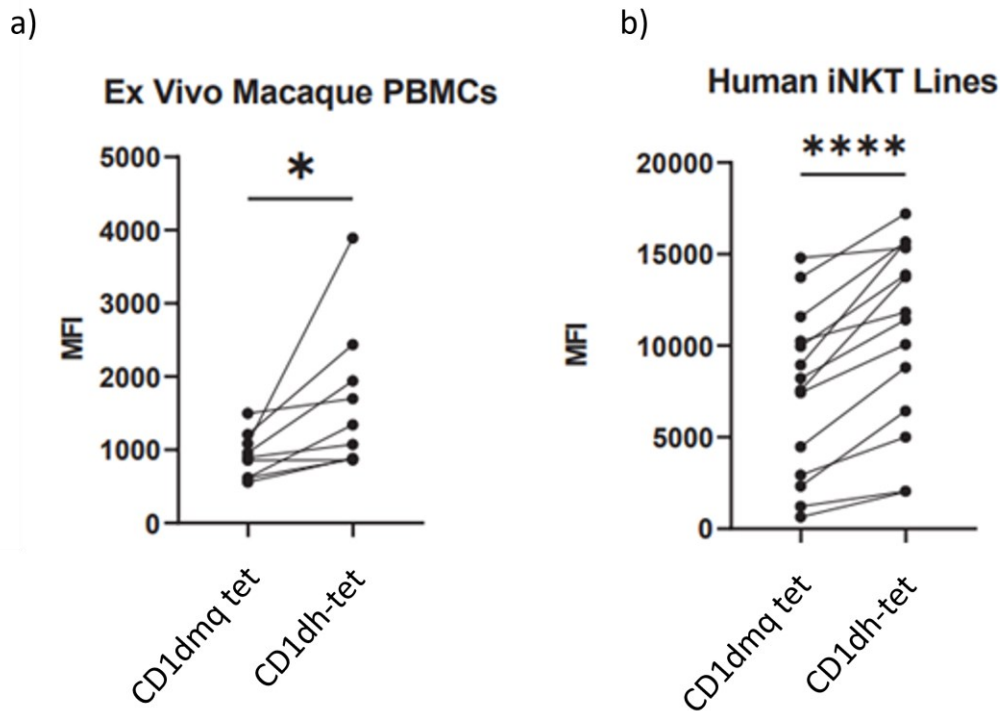 a)
Ex Vivo Macaque PBMCs
*
5000
4000
3000
2000
1000
0
MFI
CD1dmq tet
CD1dh-tet
b)
Human iNKT Lines
****
20000
15000
10000
5000
0
MFI
CD1dmq tet
CD1dh-tet